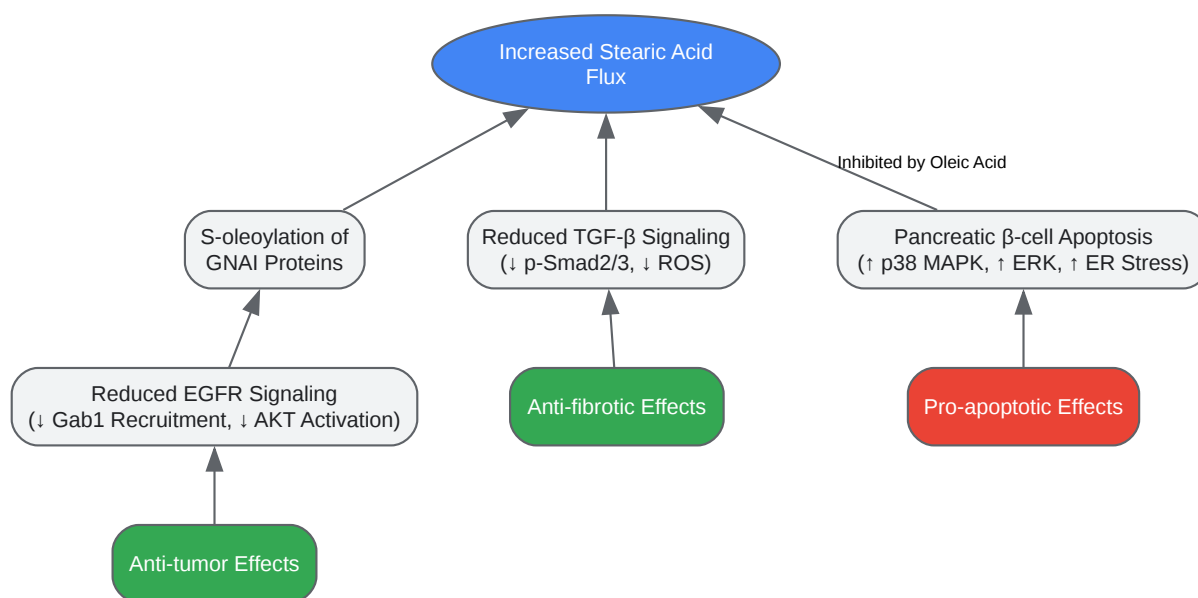 Increased Stearic Acid
Flux
Inhibited by Oleic Acid
S-oleoylation of
GNAI Proteins
Reduced TGF-β Signaling
(↓ p-Smad2/3, ↓ ROS)
Pancreatic β-cell Apoptosis
(↑ p38 MAPK, ↑ ERK, ↑ ER Stress)
Reduced EGFR Signaling
(↓ Gab1 Recruitment, ↓ AKT Activation)
Anti-fibrotic Effects
Pro-apoptotic Effects
Anti-tumor Effects